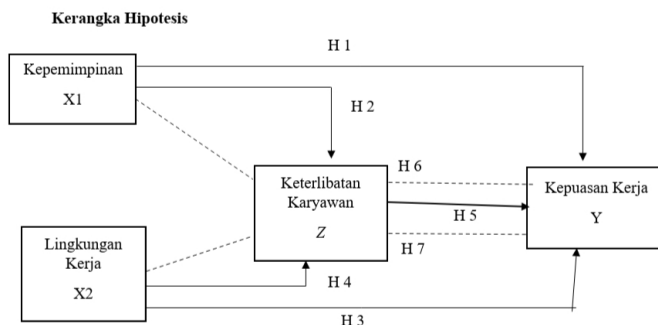 Kerangka Hipotesis
H 1
Kepemimpinan
X1
H 2
H 6
Keterlibatan
Karyawan
Z
Kepuasan Kerja
Y
H 5
Lingkungan
Kerja
X2
H 7
H 4
H 3